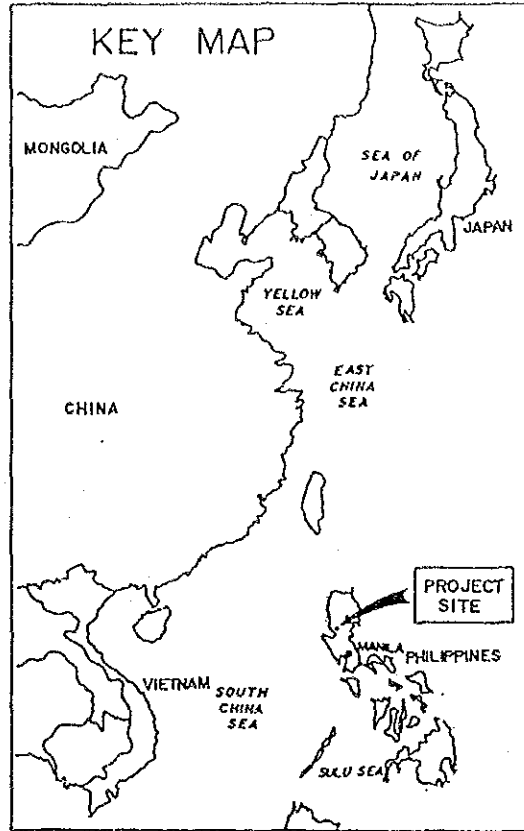 KEY MAP
MONGOLIA
SEA OF
JAPAN
JAPAN
YELLOW
SEA
EAST
CHINA
SEA
CHINA
PROJECT
SITE
MANILA
PHILIPPINES
VIETNAM
SOUTH
CHINA
SEA
SULU SEA